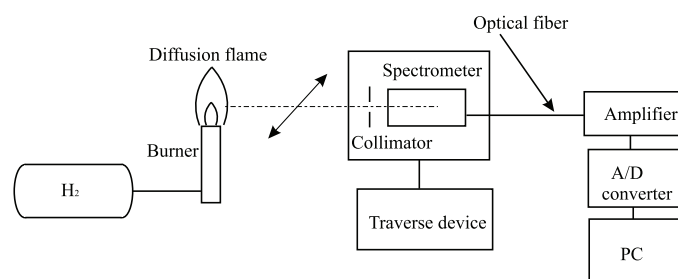 Optical fiber
Diffusion flame
Spectrometer
Amplifier
Burner
Collimator
H₂
A/D
converter
Traverse device
PC